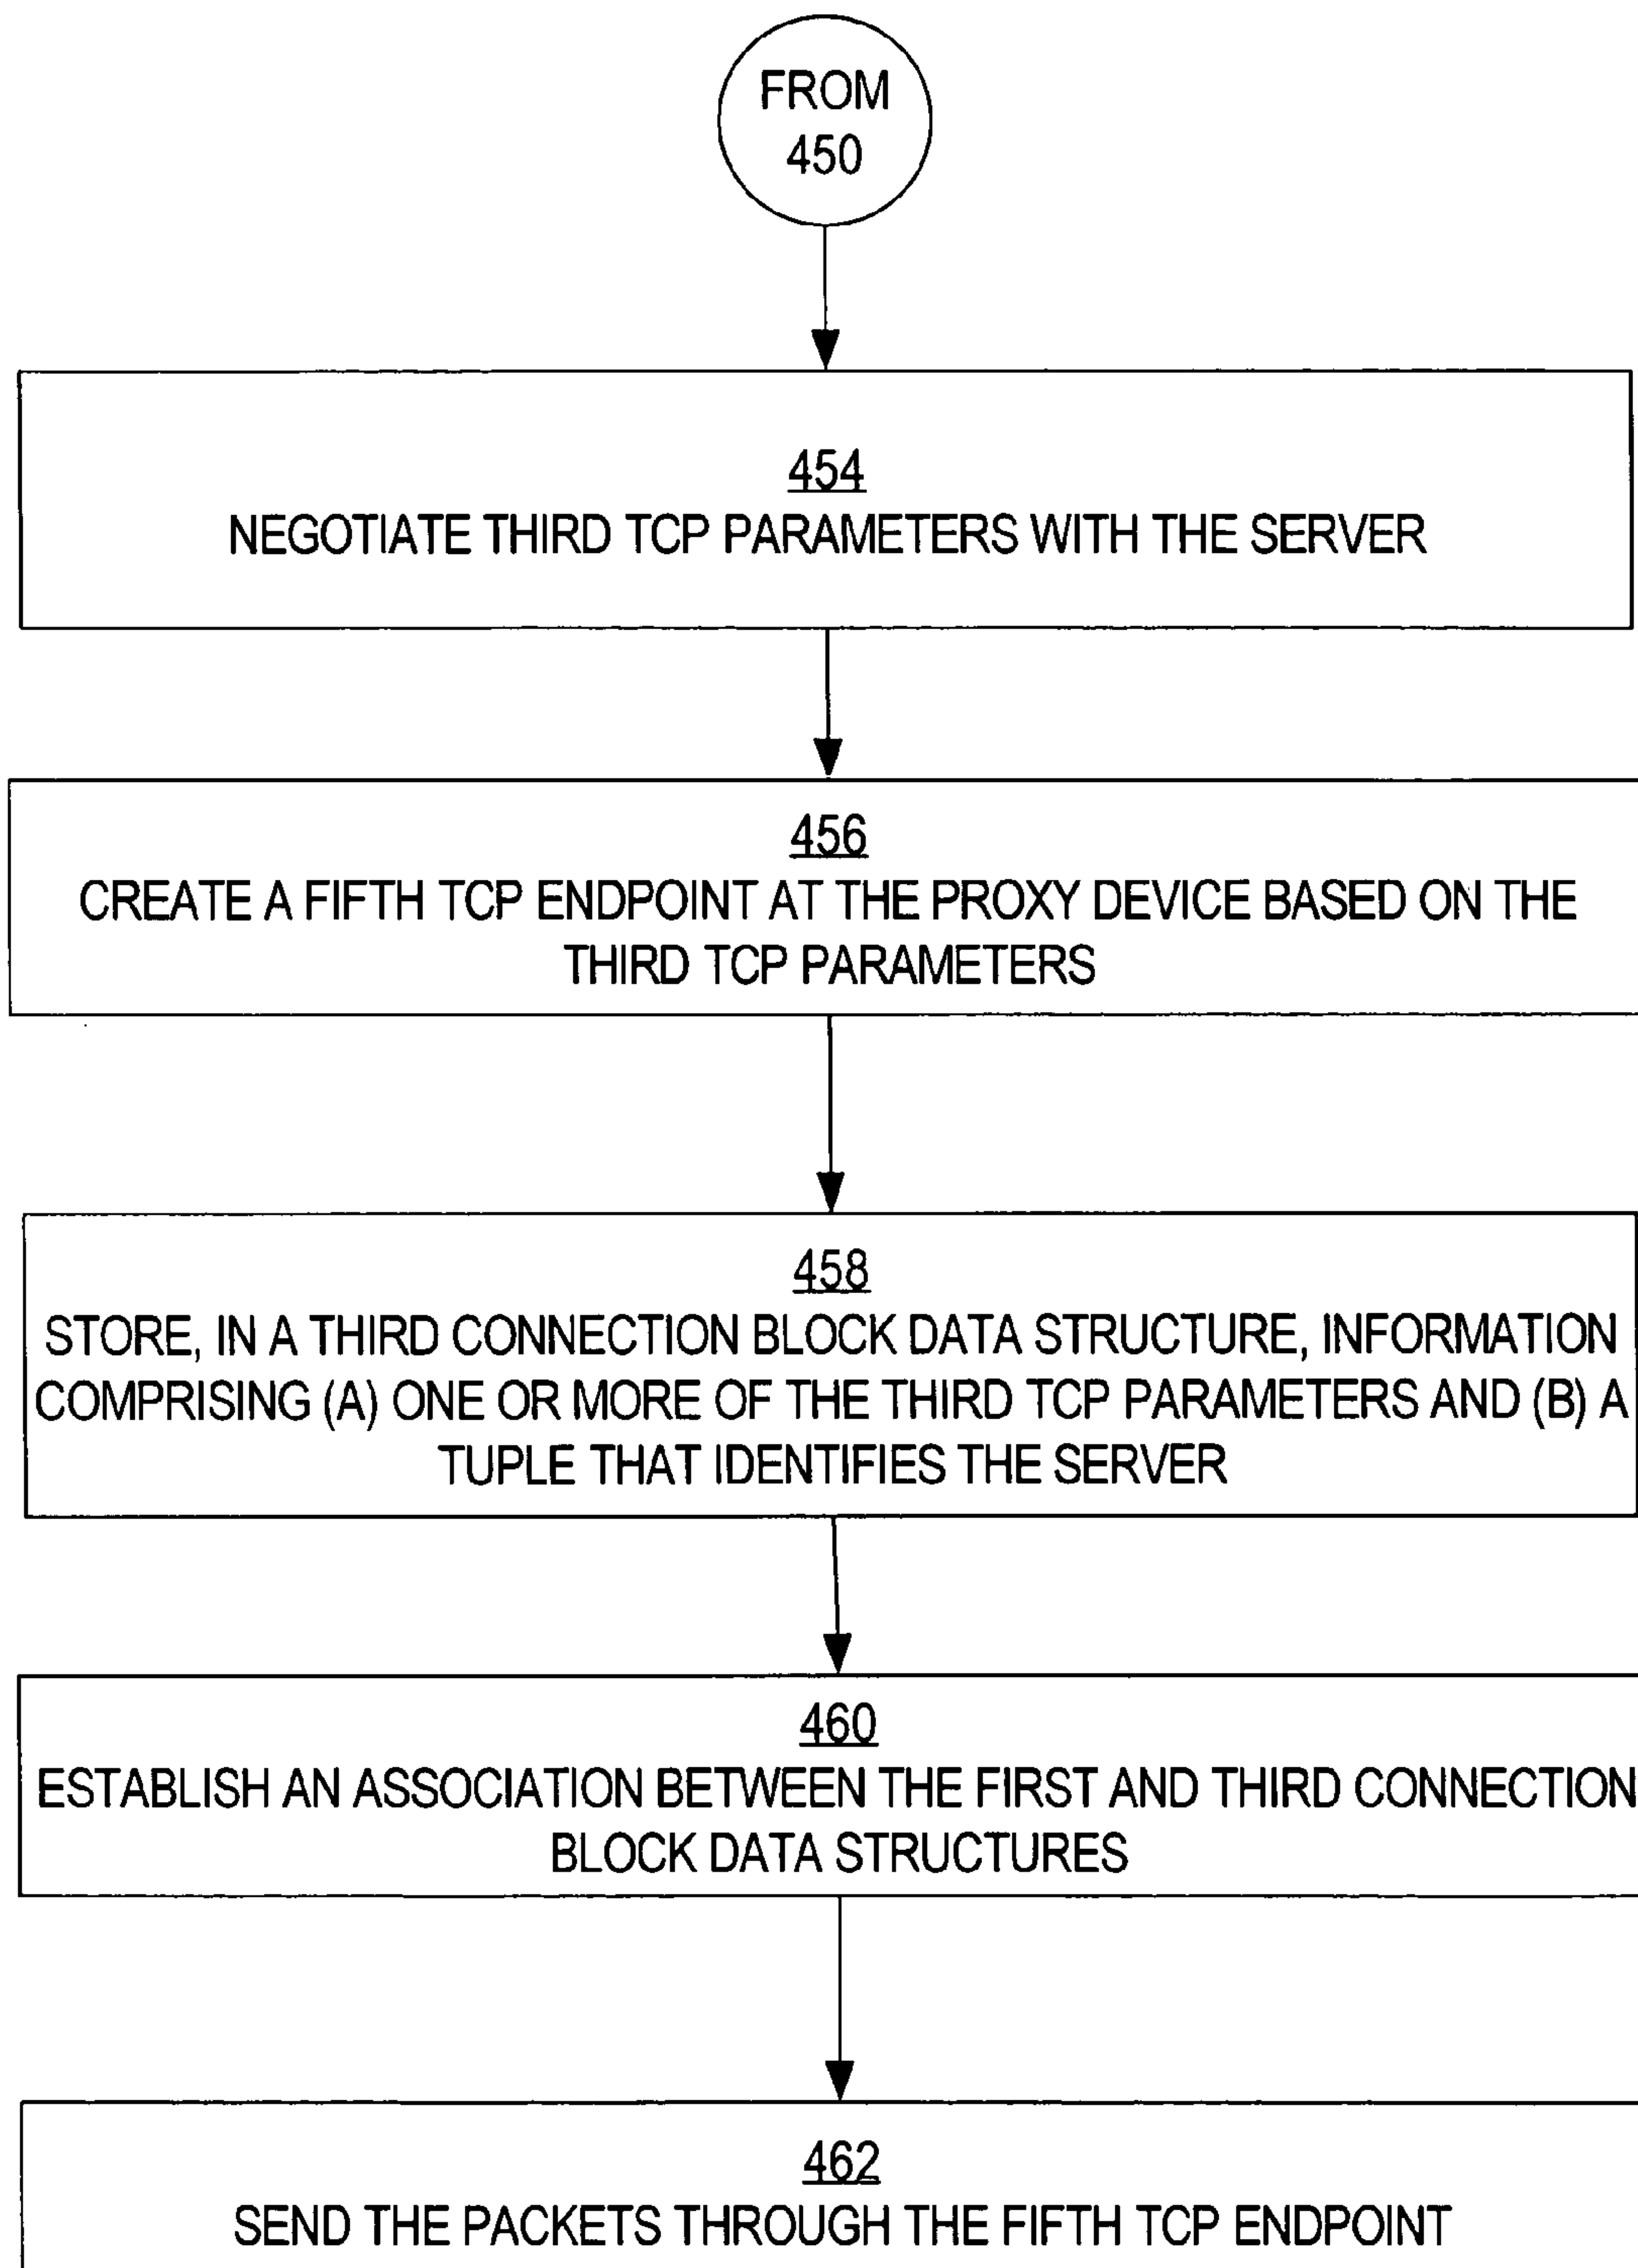 FROM
450
454
NEGOTIATE THIRD TCP PARAMETERS WITH THE SERVER
456
CREATE A FIFTH TCP ENDPOINT AT THE PROXY DEVICE BASED ON THE
THIRD TCP PARAMETERS
458
STORE, IN A THIRD CONNECTION BLOCK DATA STRUCTURE, INFORMATION
COMPRISING (A) ONE OR MORE OF THE THIRD TCP PARAMETERS AND (B) A
TUPLE THAT IDENTIFIES THE SERVER
460
ESTABLISH AN ASSOCIATION BETWEEN THE FIRST AND THIRD CONNECTION
BLOCK DATA STRUCTURES
462
SEND THE PACKETS THROUGH THE FIFTH TCP ENDPOINT